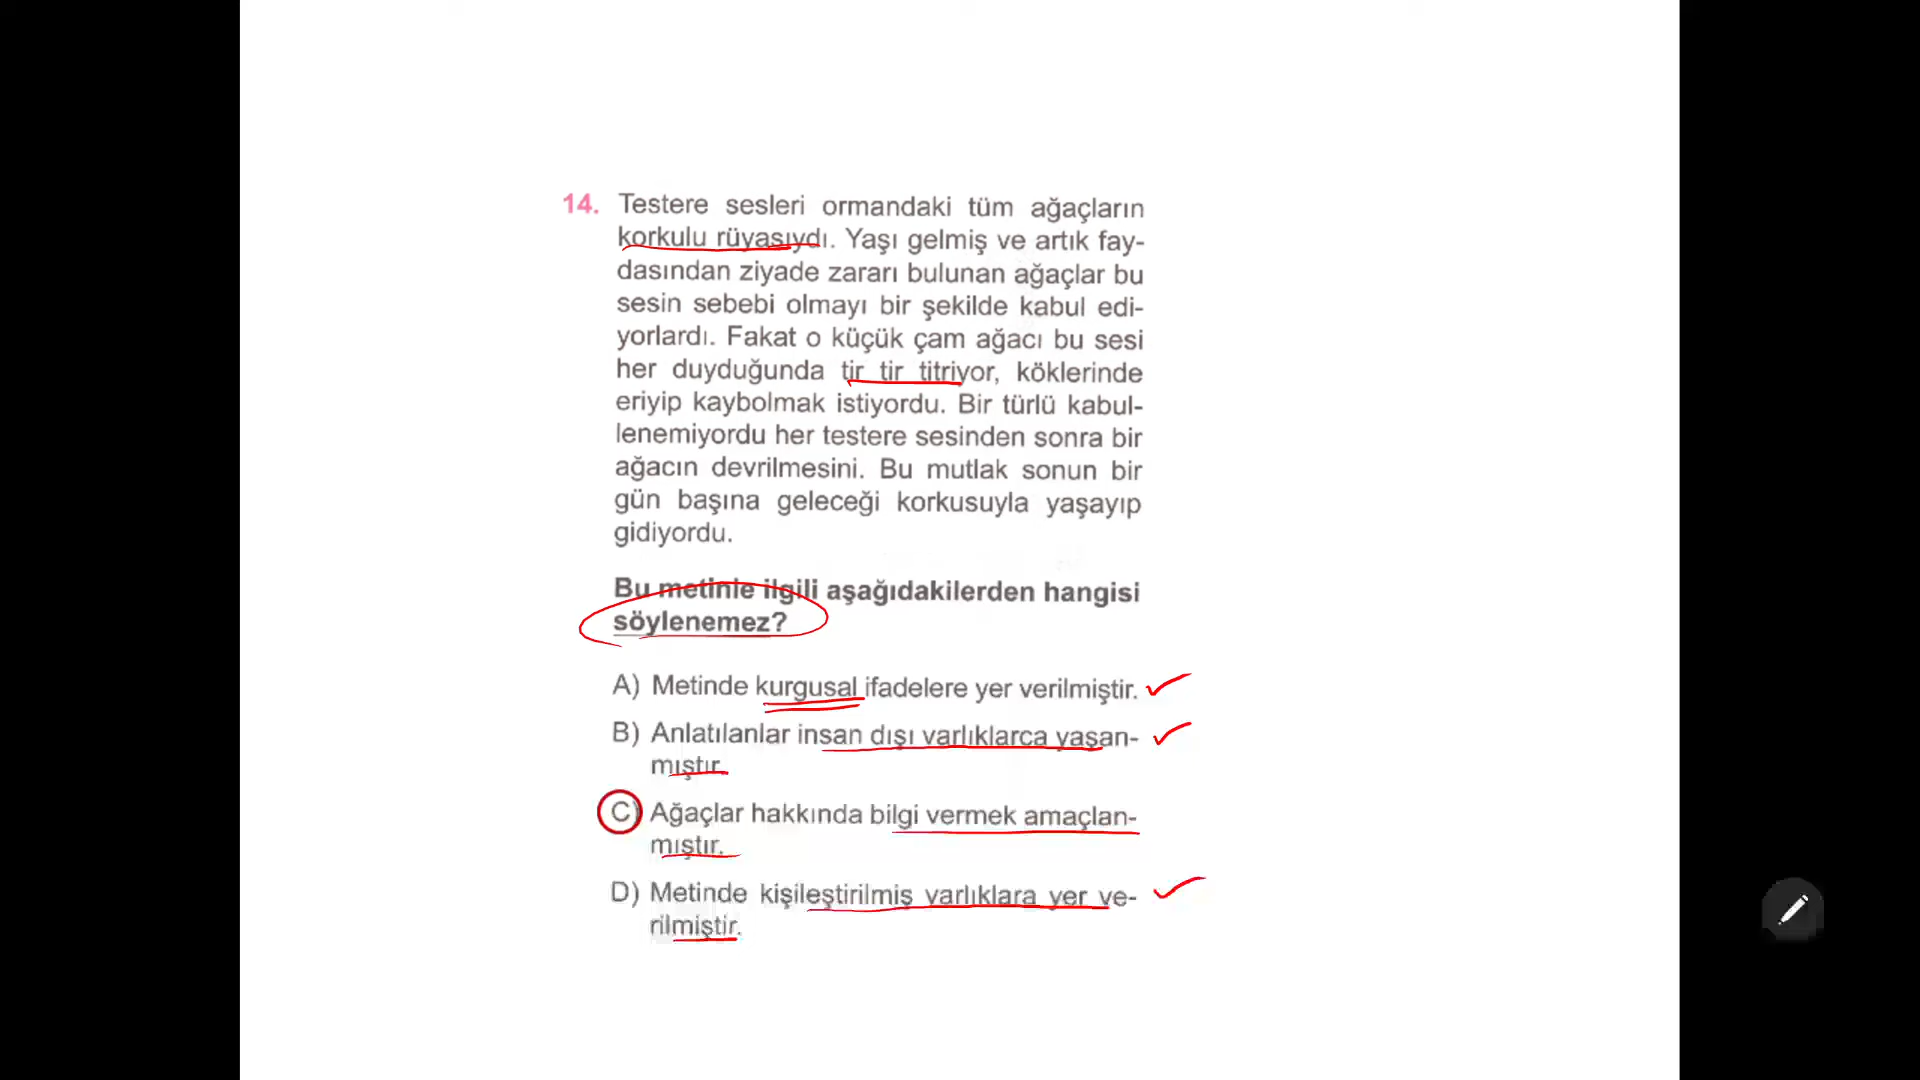 14. Testere sesleri ormandaki tüm ağaçların
korkulu rüyasıydı. Yaşı gelmiş ve artık fay-
dasından ziyade zararı bulunan ağaçlar bu
sesin sebebi olmayı bir şekilde kabul edi-
yorlardı. Fakat o küçük çam ağacı bu sesi
her duyduğunda tir tir titriyor, köklerinde
eriyip kaybolmak istiyordu. Bir türlü kabul-
lenemiyordu her testere sesinden sonra bir
ağacın devrilmesini. Bu mutlak sonun bir
gün başına geleceği korkusuyla yaşayıp
gidiyordu.
Bu metinle ilgili aşağıdakilerden hangisi
söylenemez?
A) Metinde kurgusal ifadelere yer verilmiştir.
B) Anlatılanlar insan dışı varlıklarca yaşan-
mıştır.
C) Ağaçlar hakkında bilgi vermek amaçlan-
mıştır.
D) Metinde kişileştirilmiş varlıklara yer ve-
rilmiştir.